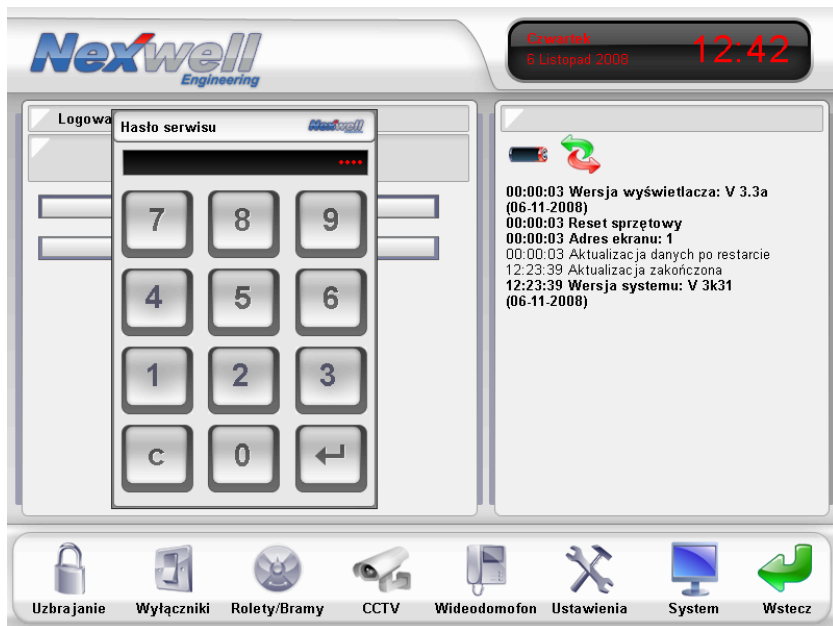 Nexwell
Engineering
Czwartek
6 Listopad 2008
12:42
Logowa
Hasło serwisu
Nexwell
••••
7 8 9
4 5 6
1 2 3
C 0
00:00:03 Wersja wyświetlacza: V 3.3a
(06-11-2008)
00:00:03 Reset sprzętowy
00:00:03 Adres ekranu: 1
00:00:03 Aktualizacja danych po restarcie
12:23:39 Aktualizacja zakończona
12:23:39 Wersja systemu: V 3k31
(06-11-2008)
Uzbrajanie Wyłączniki Rolety/Bramy CCTV Wideodomofon Ustawienia System Wstecz